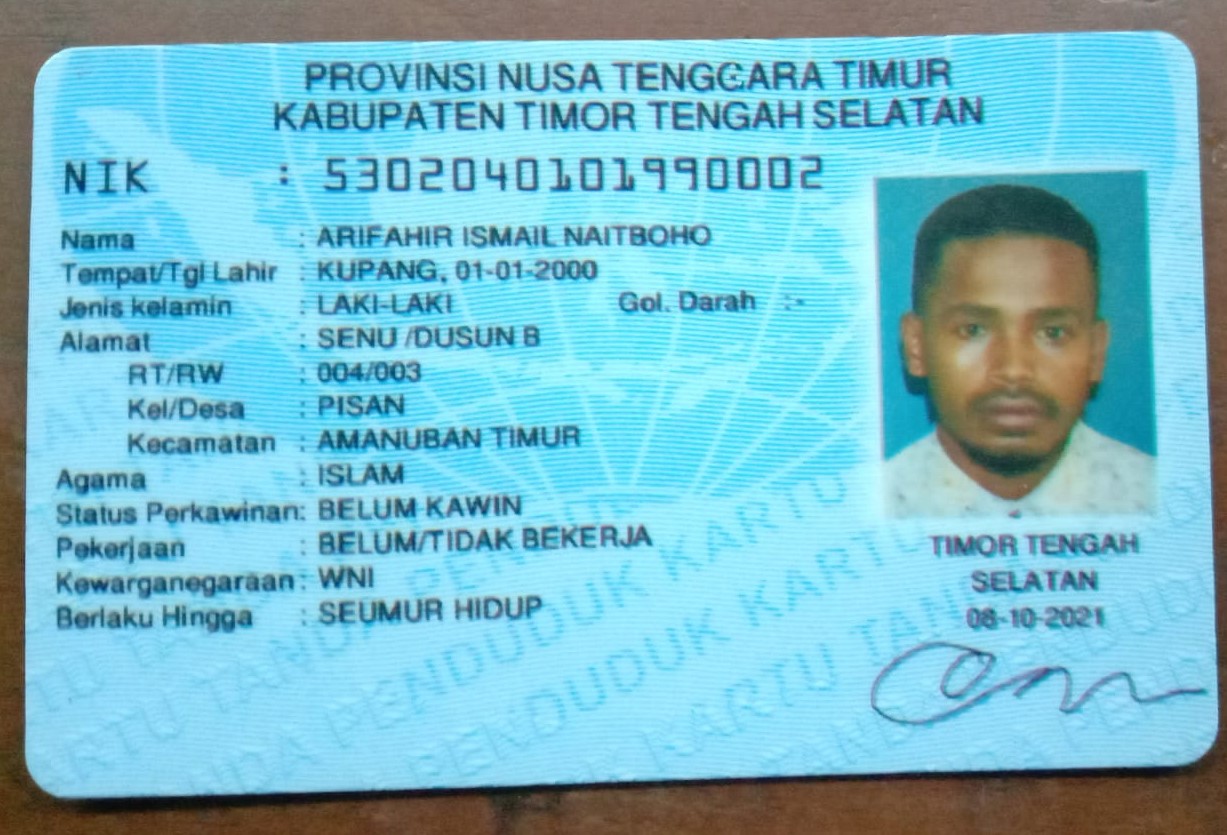 PROVINSI NUSA TENGGARA TIMUR
KABUPATEN TIMOR TENGAH SELATAN
NIK : 5302040101990002
Nama : ARIFAHIR ISMAIL NAITBOHO
Tempat/Tgl Lahir : KUPANG, 01-01-2000
Jenis kelamin : LAKI-LAKI Gol. Darah :-
Alamat : SENU /DUSUN B
RT/RW : 004/003
Kel/Desa : PISAN
Kecamatan : AMANUBAN TIMUR
Agama : ISLAM
Status Perkawinan: BELUM KAWIN
Pekerjaan : BELUM/TIDAK BEKERJA
Kewarganegaraan: WNI
Berlaku Hingga : SEUMUR HIDUP
TIMOR TENGAH
SELATAN
08-10-2021